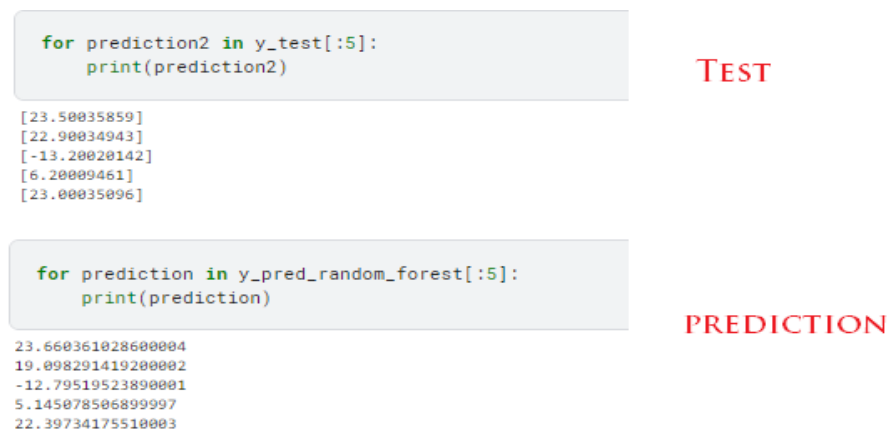 for prediction2 in y_test[:5]:
    print(prediction2)
TEST
[23.50035859]
[22.90034943]
[-13.20020142]
[6.20009461]
[23.00035096]
for prediction in y_pred_random_forest[:5]:
    print(prediction)
PREDICTION
23.660361028600004
19.098291419200002
-12.79519523890001
5.145078506899997
22.39734175510003